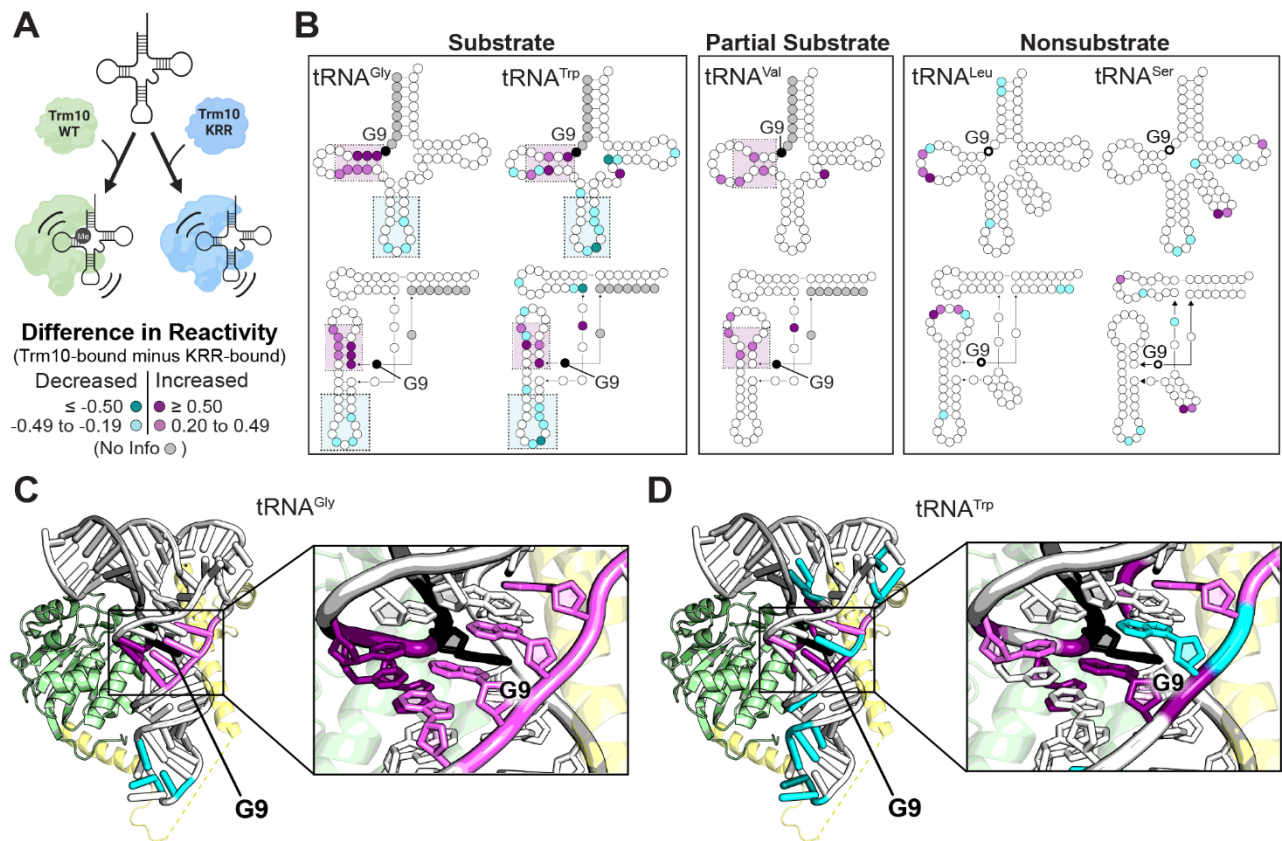 A
Trm10
WT
Trm10
KRR
Me
Difference in Reactivity
(Trm10-bound minus KRR-bound)
Decreased | Increased
≤ -0.50 ≥ 0.50
-0.49 to -0.19 0.20 to 0.49
(No Info )
B
Substrate
Partial Substrate
Nonsubstrate
tRNAGly
tRNATrp
tRNAVal
tRNALeu
tRNASer
G9
G9
G9
G9
G9
G9
G9
G9
C
tRNAGly
G9
G9
D
tRNATrp
G9
G9